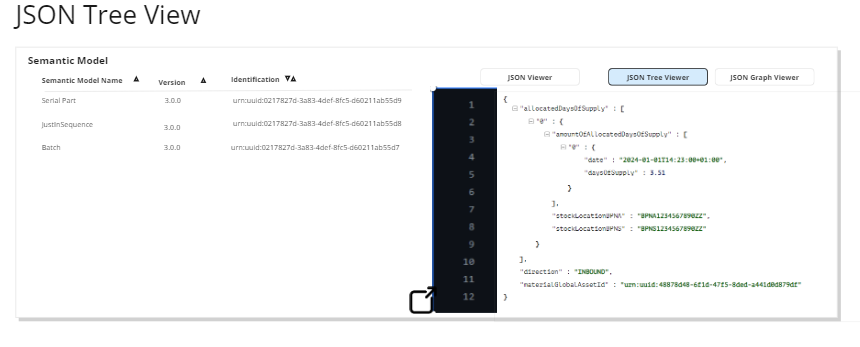 JSON Tree View
Semantic Model
Semantic Model Name Version Identification
Serial Part 3.0.0 urn:uuid:0217827d-3a83-4def-8fc5-d60211ab55d9
JustInSequence 3.0.0 urn:uuid:0217827d-3a83-4def-8fc5-d60211ab55d8
Batch 3.0.0 urn:uuid:0217827d-3a83-4def-8fc5-d60211ab55d7
JSON Viewer JSON Tree Viewer JSON Graph Viewer
1
2
3
4
5
6
7
8
9
10
11
12
{
"allocatedDaysOfSupply" : [
"0" : {
"amountOfAllocatedDaysOfSupply" : [
"0" : {
"date" : "2024-01-01T14:23:00+01:00",
"daysOfSupply" : 3.51
}
],
"stockLocationBPNA" : "BPNA1234567890ZZ",
"stockLocationBPNS" : "BPNS1234567890ZZ"
}
],
"direction" : "INBOUND",
"materialGlobalAssetId" : "urn:uuid:48878d48-6f1d-47f5-8ded-a441d0d879df"
}